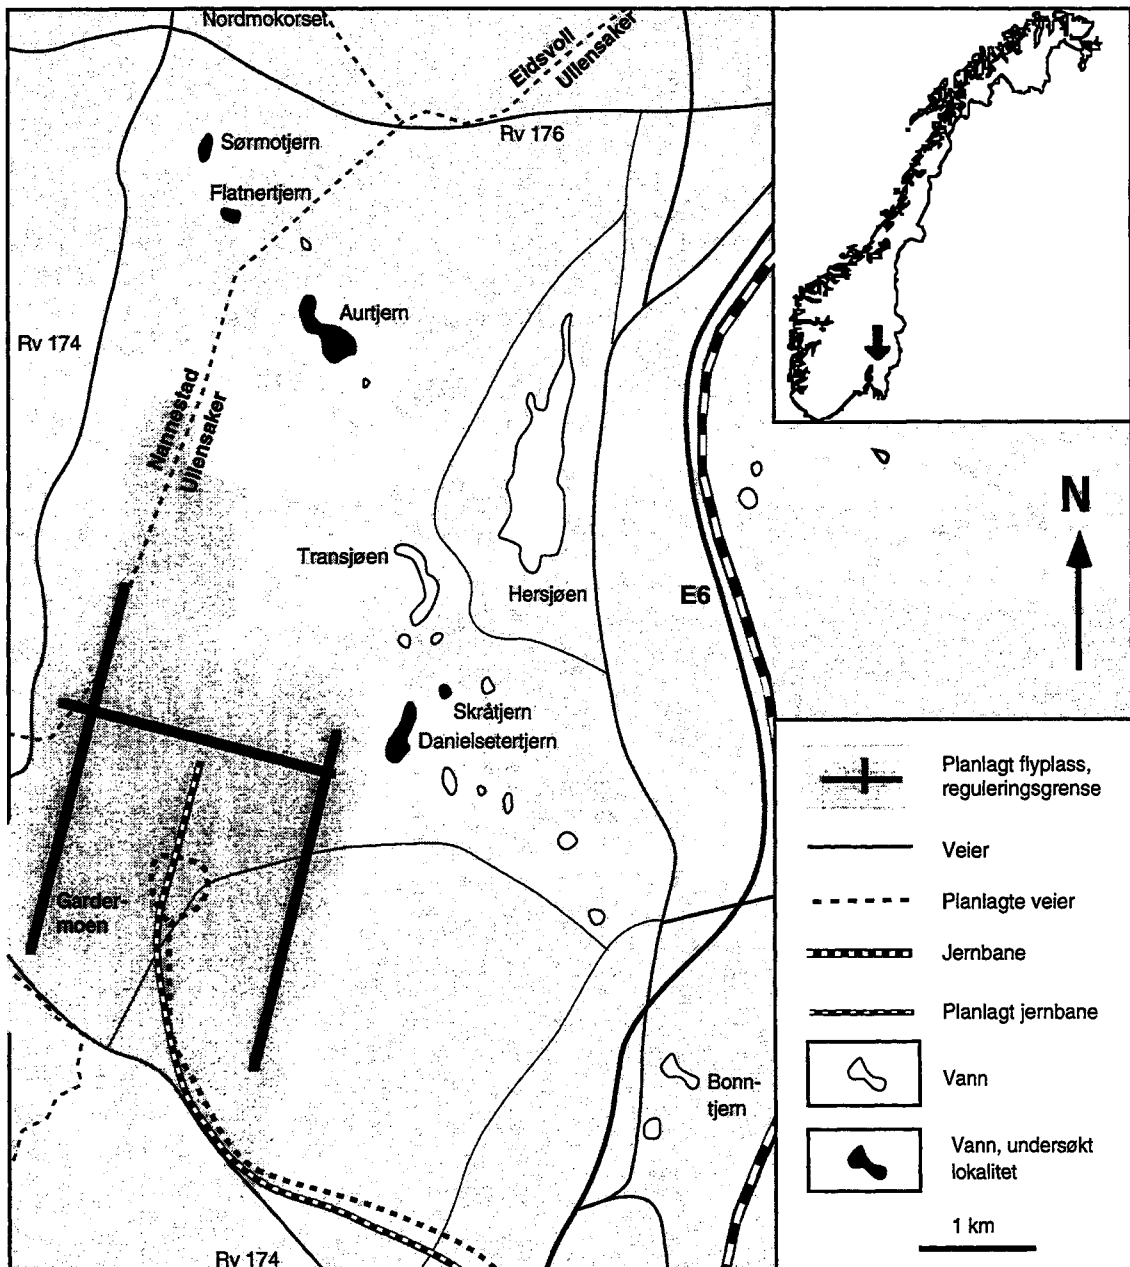 Nordmokorset
Eidsvoll
Ullensaker
Rv 176
Sørmotjern
Flatnertjern
Aurtjern
Rv 174
Nannestad
Ullensaker
N
Transjøen
Hersjøen
E6
Skråtjern
Danielsetertjern
Garder-
moen
Bonn-
tjern
Rv 174
Planlagt flyplass,
reguleringsgrense
Veier
Planlagte veier
Jernbane
Planlagt jernbane
Vann
Vann, undersøkt
lokalitet
1 km